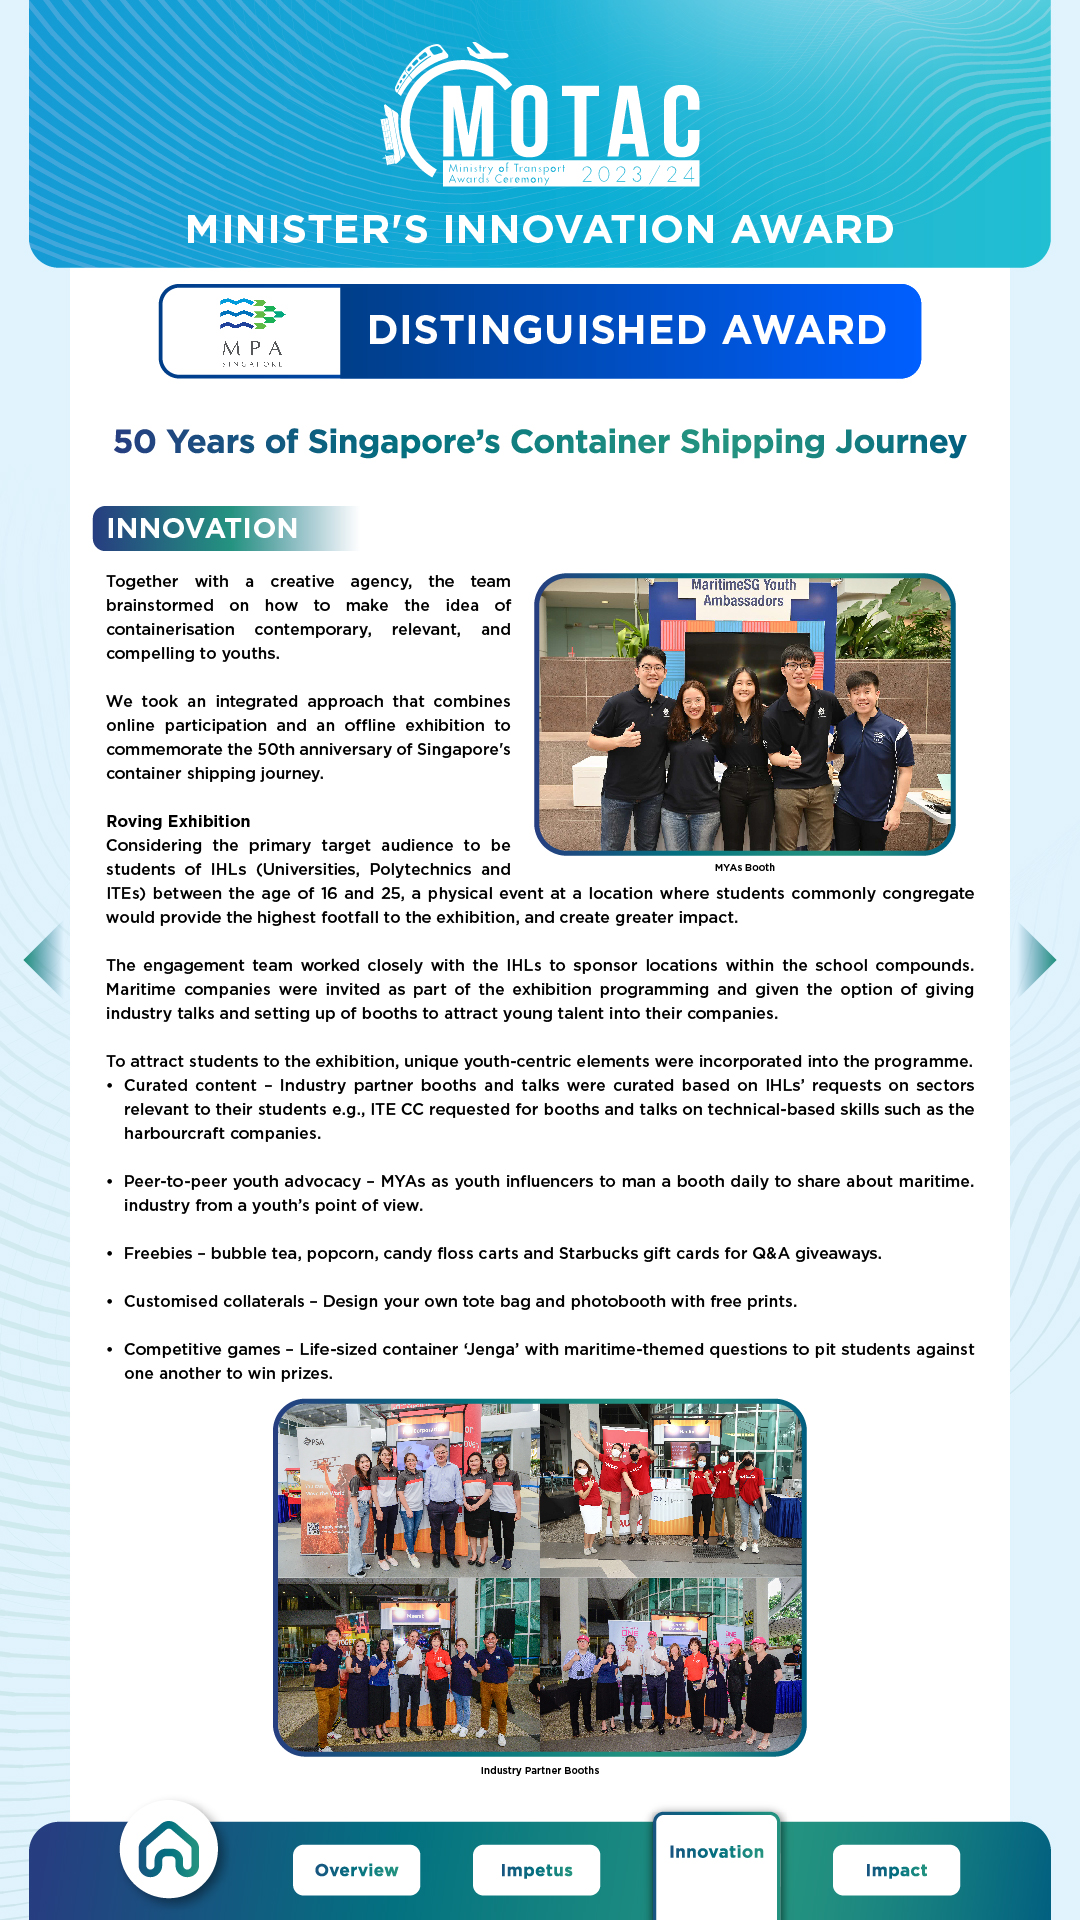 MOTAC
Ministry of Transport
Awards Ceremony
2023/24
MINISTER'S INNOVATION AWARD
MPA
SINGAPORE
DISTINGUISHED AWARD
50 Years of Singapore’s Container Shipping Journey
INNOVATION
Together with a creative agency, the team
brainstormed on how to make the idea of
containerisation contemporary, relevant, and
compelling to youths.
We took an integrated approach that combines
online participation and an offline exhibition to
commemorate the 50th anniversary of Singapore's
container shipping journey.
MaritimeSG Youth
Ambassadors
MYAs Booth
Roving Exhibition
Considering the primary target audience to be
students of IHLs (Universities, Polytechnics and
ITEs) between the age of 16 and 25, a physical event at a location where students commonly congregate
would provide the highest footfall to the exhibition, and create greater impact.
The engagement team worked closely with the IHLs to sponsor locations within the school compounds.
Maritime companies were invited as part of the exhibition programming and given the option of giving
industry talks and setting up of booths to attract young talent into their companies.
To attract students to the exhibition, unique youth-centric elements were incorporated into the programme.
• Curated content – Industry partner booths and talks were curated based on IHLs’ requests on sectors
relevant to their students e.g., ITE CC requested for booths and talks on technical-based skills such as the
harbourcraft companies.
• Peer-to-peer youth advocacy – MYAs as youth influencers to man a booth daily to share about maritime.
industry from a youth’s point of view.
• Freebies – bubble tea, popcorn, candy floss carts and Starbucks gift cards for Q&A giveaways.
• Customised collaterals – Design your own tote bag and photobooth with free prints.
• Competitive games – Life-sized container ‘Jenga’ with maritime-themed questions to pit students against
one another to win prizes.
PSA
ONE
Industry Partner Booths
Overview
Impetus
Innovation
Impact